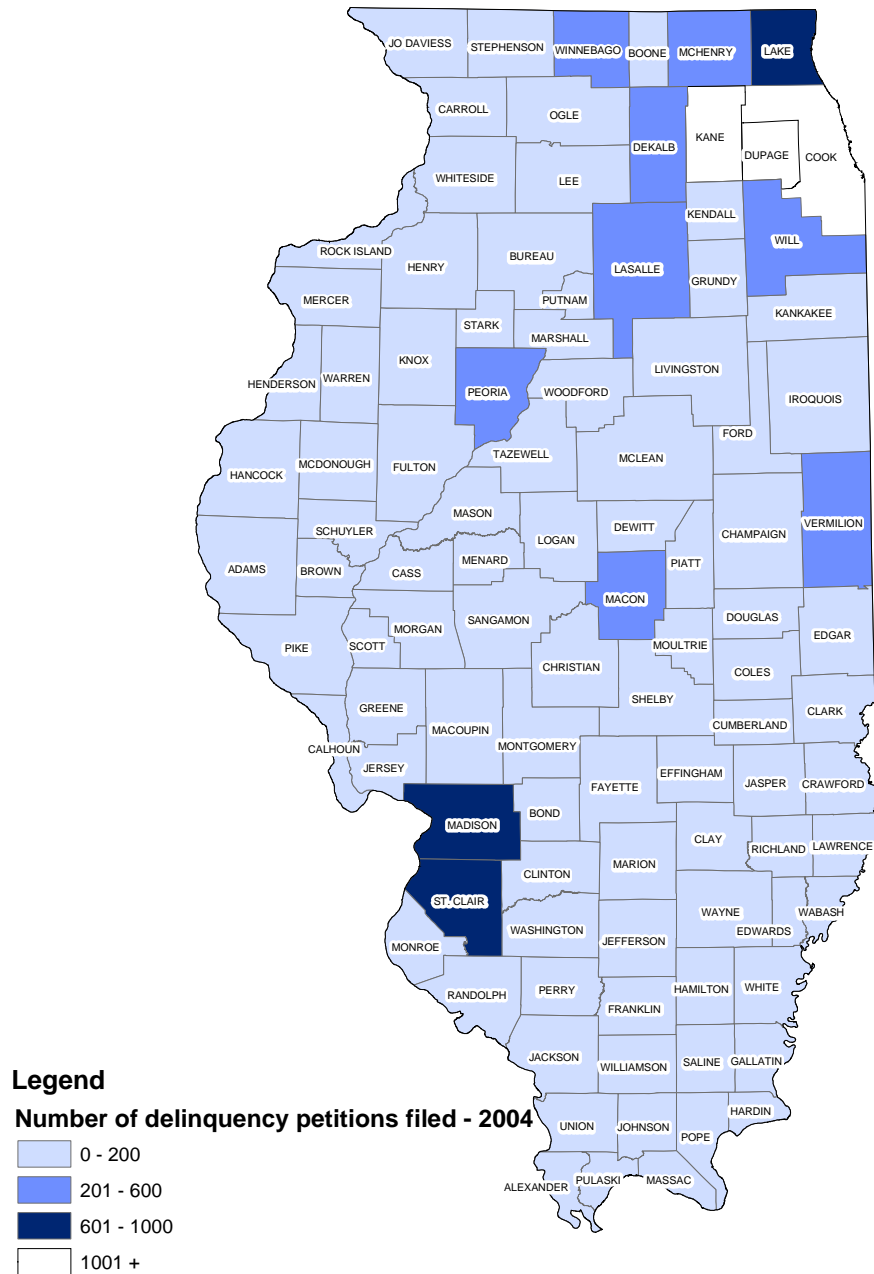 JO DAVIESS
STEPHENSON
WINNEBAGO
BOONE
MCHENRY
LAKE
CARROLL
OGLE
DEKALB
KANE
DUPAGE
COOK
WHITESIDE
LEE
KENDALL
ROCK ISLAND
HENRY
BUREAU
LASALLE
GRUNDY
WILL
MERCER
PUTNAM
KANKAKEE
STARK
MARSHALL
KNOX
HENDERSON
WARREN
PEORIA
WOODFORD
LIVINGSTON
IROQUOIS
HANCOCK
MCDONOUGH
FULTON
TAZEWELL
MCLEAN
FORD
SCHUYLER
MASON
LOGAN
DEWITT
CHAMPAIGN
VERMILION
ADAMS
BROWN
CASS
MENARD
PIATT
MACON
PIKE
SCOTT
MORGAN
SANGAMON
DOUGLAS
EDGAR
MOULTRIE
CHRISTIAN
COLES
SHELBY
GREENE
MACOUPIN
CUMBERLAND
CLARK
CALHOUN
JERSEY
MONTGOMERY
FAYETTE
EFFINGHAM
JASPER
CRAWFORD
MADISON
BOND
CLAY
RICHLAND
LAWRENCE
CLINTON
MARION
ST. CLAIR
WAYNE
WABASH
EDWARDS
WASHINGTON
JEFFERSON
MONROE
RANDOLPH
PERRY
HAMILTON
WHITE
FRANKLIN
JACKSON
WILLIAMSON
SALINE
GALLATIN
UNION
JOHNSON
HARDIN
POPE
ALEXANDER
PULASKI
MASSAC
Legend
Number of delinquency petitions filed - 2004
0 - 200
201 - 600
601 - 1000
1001 +